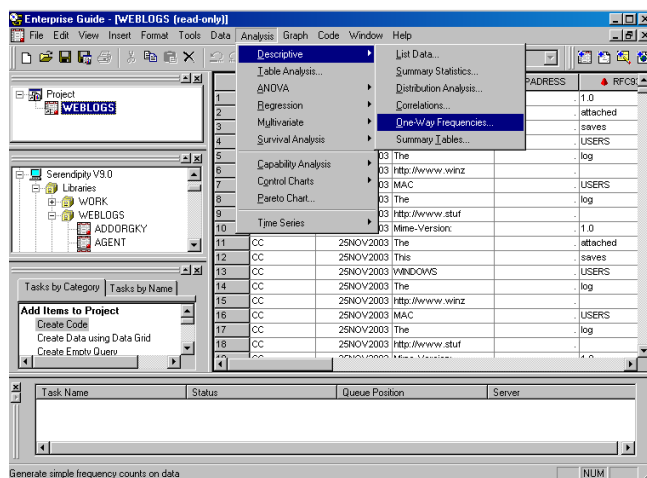 Enterprise Guide - [WEBLOGS (read-only)]
File Edit View Insert Format Tools Data Analysis Graph Code Window Help
Descriptive
Table Analysis...
ANOVA
Regression
Multivariate
Survival Analysis
Capability Analysis
Control Charts
Pareto Chart...
Time Series
List Data...
Summary Statistics...
Distribution Analysis...
Correlations...
One-Way Frequencies...
Summary Tables...
Project
WEBLOGS
Serendipity V9.0
Libraries
WORK
WEBLOGS
ADDORGKY
AGENT
Tasks by Category Tasks by Name
Add Items to Project
Create Code
Create Data using Data Grid
Create Empty Query
PADRESS
1 . 1.0
2 . attached
3 . saves
4 . USERS
5 03 The . log
6 03 http://www.winz .
7 03 MAC . USERS
8 03 The . log
9 03 http://www.stuf .
10 03 Mime-Version: . 1.0
11 CC 25NOV2003 The . attached
12 CC 25NOV2003 This . saves
13 CC 25NOV2003 WINDOWS . USERS
14 CC 25NOV2003 The . log
15 CC 25NOV2003 http://www.winz .
16 CC 25NOV2003 MAC . USERS
17 CC 25NOV2003 The . log
18 CC 25NOV2003 http://www.stuf .
Task Name Status Queue Position Server
Generate simple frequency counts on data
NUM